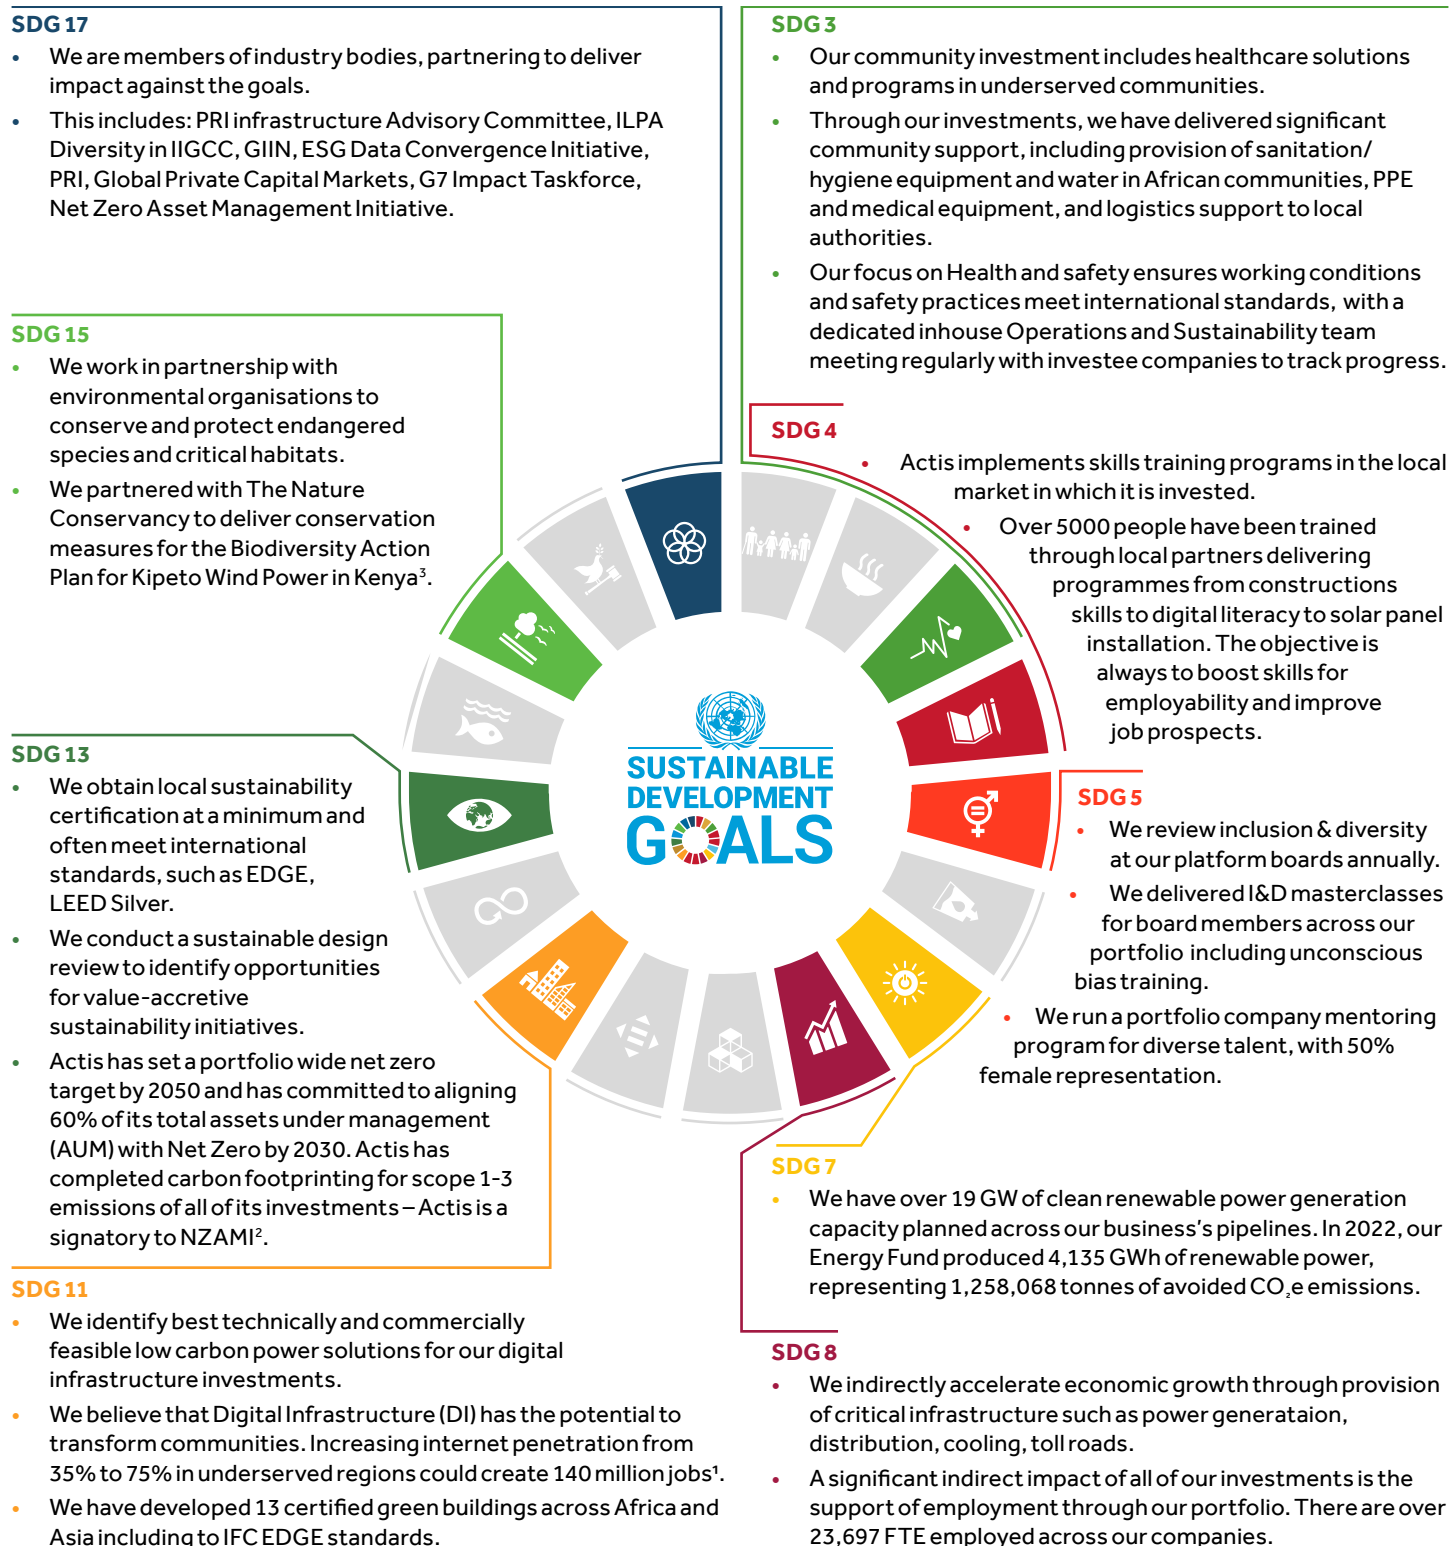 SDG 17
• We are members of industry bodies, partnering to deliver
impact against the goals.
• This includes: PRI infrastructure Advisory Committee, ILPA
Diversity in IIGCC, GIIN, ESG Data Convergence Initiative,
PRI, Global Private Capital Markets, G7 Impact Taskforce,
Net Zero Asset Management Initiative.
SDG 3
• Our community investment includes healthcare solutions
and programs in underserved communities.
• Through our investments, we have delivered significant
community support, including provision of sanitation/
hygiene equipment and water in African communities, PPE
and medical equipment, and logistics support to local
authorities.
• Our focus on Health and safety ensures working conditions
and safety practices meet international standards, with a
dedicated inhouse Operations and Sustainability team
meeting regularly with investee companies to track progress.
SDG 15
• We work in partnership with
environmental organisations to
conserve and protect endangered
species and critical habitats.
• We partnered with The Nature
Conservancy to deliver conservation
measures for the Biodiversity Action
Plan for Kipeto Wind Power in Kenya³.
SDG 4
• Actis implements skills training programs in the local
market in which it is invested.
• Over 5000 people have been trained
through local partners delivering
programmes from constructions
skills to digital literacy to solar panel
installation. The objective is
always to boost skills for
employability and improve
job prospects.
SUSTAINABLE
DEVELOPMENT
GOALS
SDG 13
• We obtain local sustainability
certification at a minimum and
often meet international
standards, such as EDGE,
LEED Silver.
• We conduct a sustainable design
review to identify opportunities
for value-accretive
sustainability initiatives.
• Actis has set a portfolio wide net zero
target by 2050 and has committed to aligning
60% of its total assets under management
(AUM) with Net Zero by 2030. Actis has
completed carbon footprinting for scope 1-3
emissions of all of its investments – Actis is a
signatory to NZAMI².
SDG 5
• We review inclusion & diversity
at our platform boards annually.
• We delivered I&D masterclasses
for board members across our
portfolio including unconscious
bias training.
• We run a portfolio company mentoring
program for diverse talent, with 50%
female representation.
SDG 7
• We have over 19 GW of clean renewable power generation
capacity planned across our business's pipelines. In 2022, our
Energy Fund produced 4,135 GWh of renewable power,
representing 1,258,068 tonnes of avoided CO₂e emissions.
SDG 11
• We identify best technically and commercially
feasible low carbon power solutions for our digital
infrastructure investments.
• We believe that Digital Infrastructure (DI) has the potential to
transform communities. Increasing internet penetration from
35% to 75% in underserved regions could create 140 million jobs¹.
• We have developed 13 certified green buildings across Africa and
Asia including to IFC EDGE standards.
SDG 8
• We indirectly accelerate economic growth through provision
of critical infrastructure such as power generataion,
distribution, cooling, toll roads.
• A significant indirect impact of all of our investments is the
support of employment through our portfolio. There are over
23,697 FTE employed across our companies.